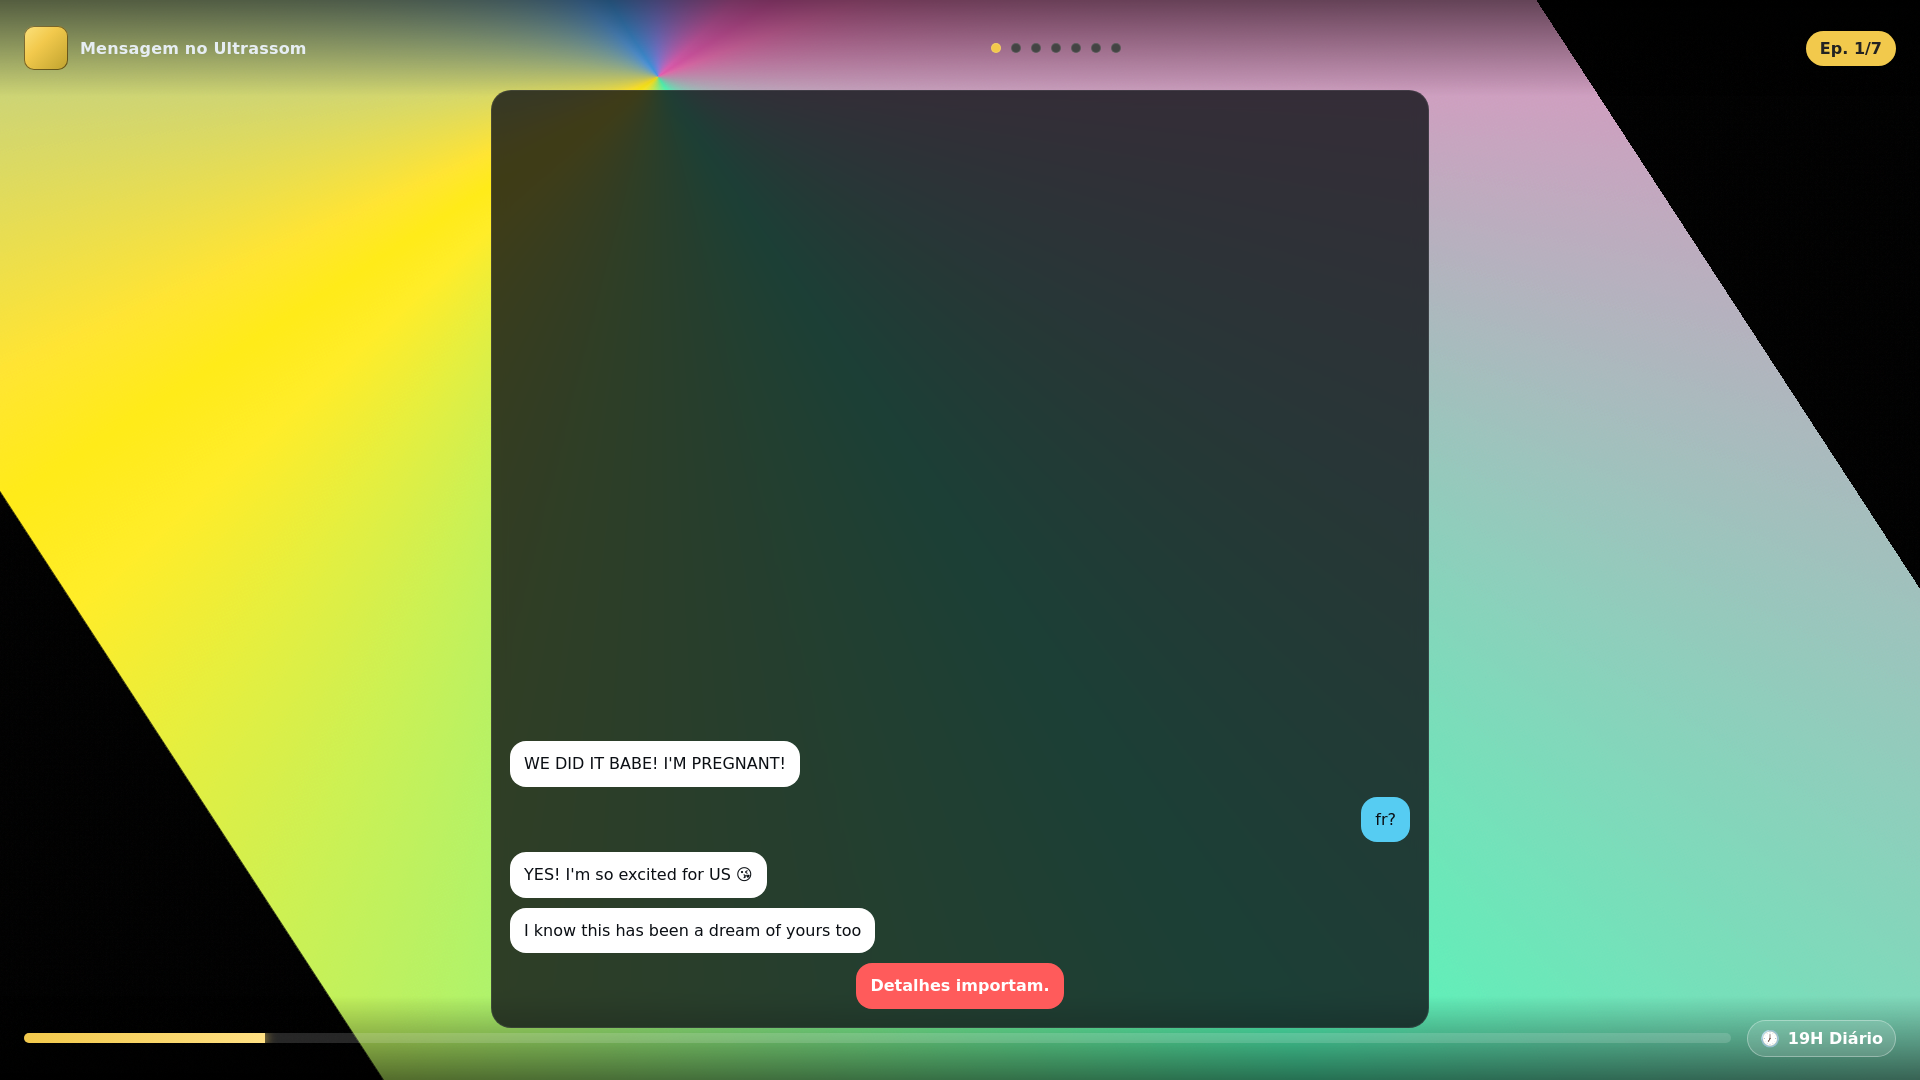 Mensagem no Ultrassom
Ep. 1/7
WE DID IT BABE! I'M PREGNANT!
fr?
YES! I'm so excited for US 😘
I know this has been a dream of yours too
Detalhes importam.
🕖 19H Diário